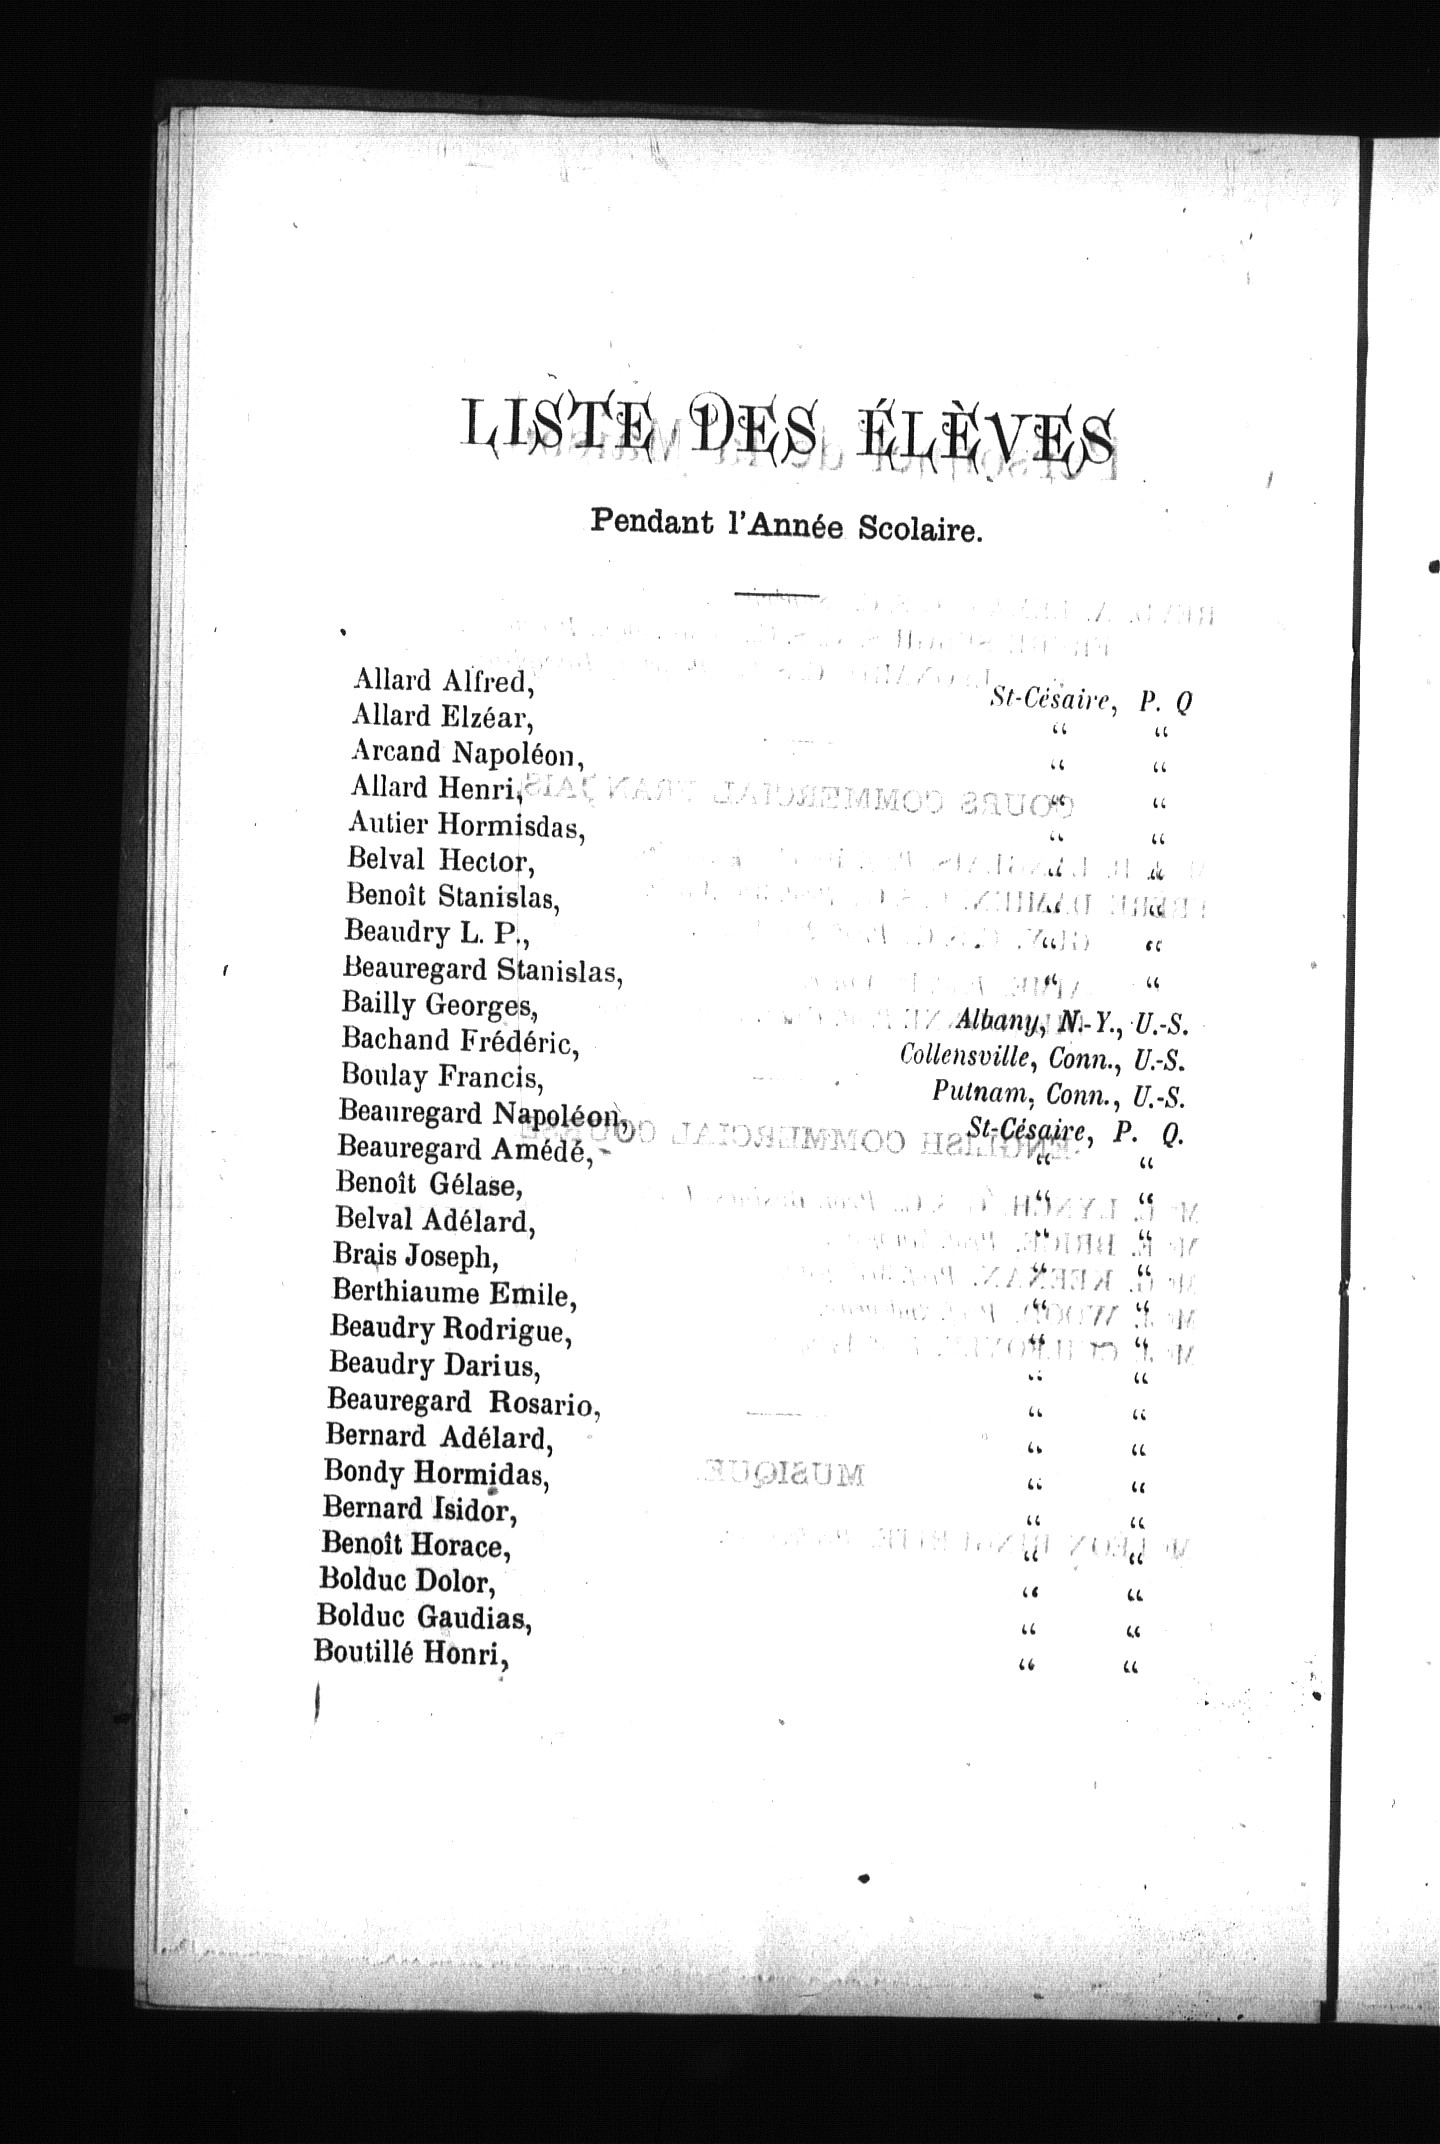 LISTE DES ÉLÈVES
Pendant l'Année Scolaire.
Allard Alfred, St-Césaire, P. Q
Allard Elzéar, “ “
Arcand Napoléon, “ “
Allard Henri, “ “
Autier Hormisdas, “ “
Belval Hector, “ “
Benoît Stanislas, “ “
Beaudry L. P., “ “
Beauregard Stanislas, “ “
Bailly Georges, Albany, N.-Y., U.-S.
Bachand Frédéric, Collensville, Conn., U.-S.
Boulay Francis, Putnam, Conn., U.-S.
Beauregard Napoléon, St-Césaire, P. Q.
Beauregard Amédé, “ “
Benoît Gélase, “ “
Belval Adélard, “ “
Brais Joseph, “ “
Berthiaume Emile, “ “
Beaudry Rodrigue, “ “
Beaudry Darius, “ “
Beauregard Rosario, “ “
Bernard Adélard, “ “
Bondy Hormidas, “ “
Bernard Isidor, “ “
Benoît Horace, “ “
Bolduc Dolor, “ “
Bolduc Gaudias, “ “
Boutillé Honri, “ “